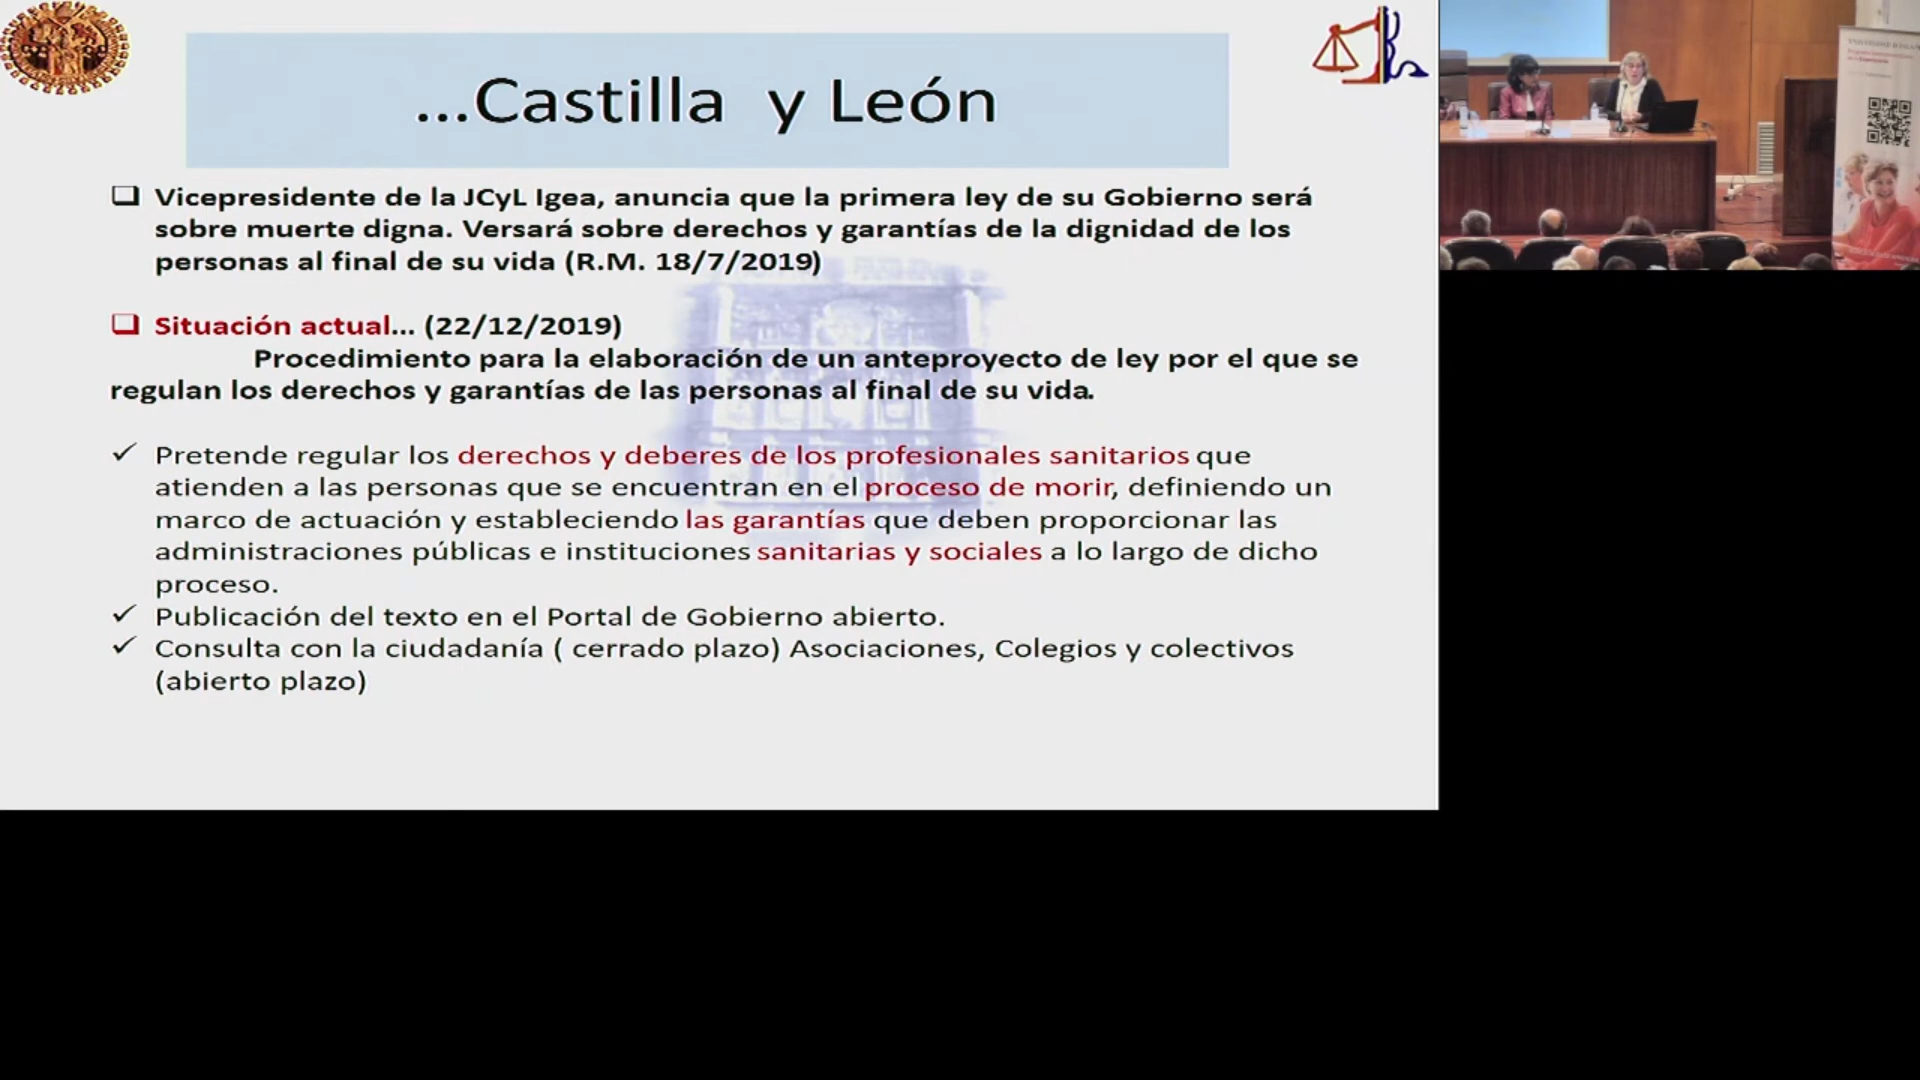 ...Castilla y León
Vicepresidente de la JCyL Igea, anuncia que la primera ley de su Gobierno será
sobre muerte digna. Versará sobre derechos y garantías de la dignidad de los
personas al final de su vida (R.M. 18/7/2019)
Situación actual... (22/12/2019)
Procedimiento para la elaboración de un anteproyecto de ley por el que se
regulan los derechos y garantías de las personas al final de su vida.
Pretende regular los derechos y deberes de los profesionales sanitarios que
atienden a las personas que se encuentran en el proceso de morir, definiendo un
marco de actuación y estableciendo las garantías que deben proporcionar las
administraciones públicas e instituciones sanitarias y sociales a lo largo de dicho
proceso.
Publicación del texto en el Portal de Gobierno abierto.
Consulta con la ciudadanía ( cerrado plazo) Asociaciones, Colegios y colectivos
(abierto plazo)